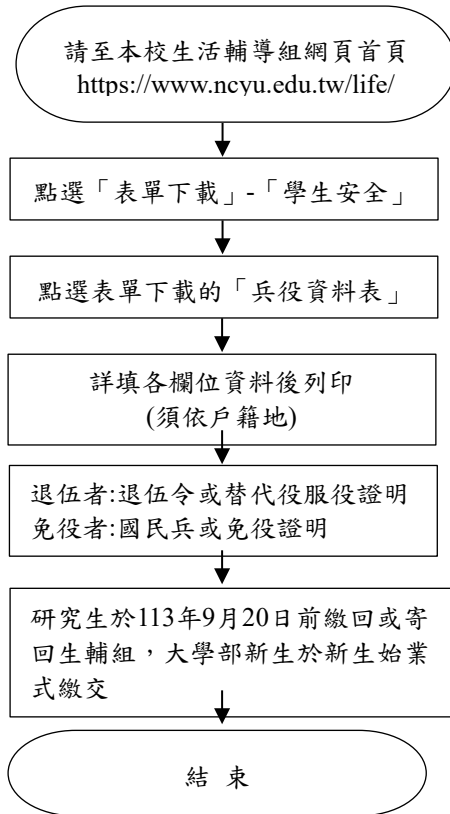 請至本校生活輔導組網頁首頁
https://www.ncyu.edu.tw/life/
點選「表單下載」-「學生安全」
點選表單下載的「兵役資料表」
詳填各欄位資料後列印
(須依戶籍地)
退伍者:退伍令或替代役服役證明
免役者:國民兵或免役證明
研究生於113年9月20日前繳回或寄
回生輔組，大學部新生於新生始業
式繳交
結 束